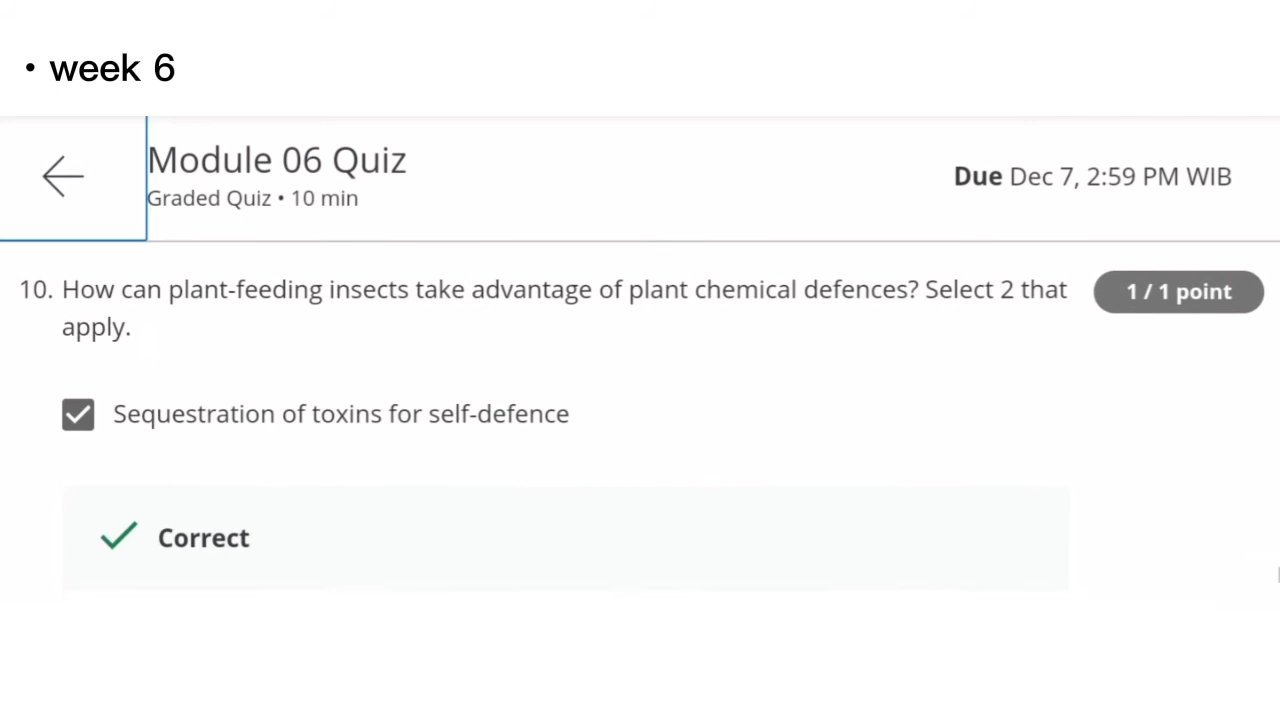 • week 6
Module 06 Quiz
Graded Quiz • 10 min
Due Dec 7, 2:59 PM WIB
10. How can plant-feeding insects take advantage of plant chemical defences? Select 2 that
apply.
1 / 1 point
Sequestration of toxins for self-defence
Correct